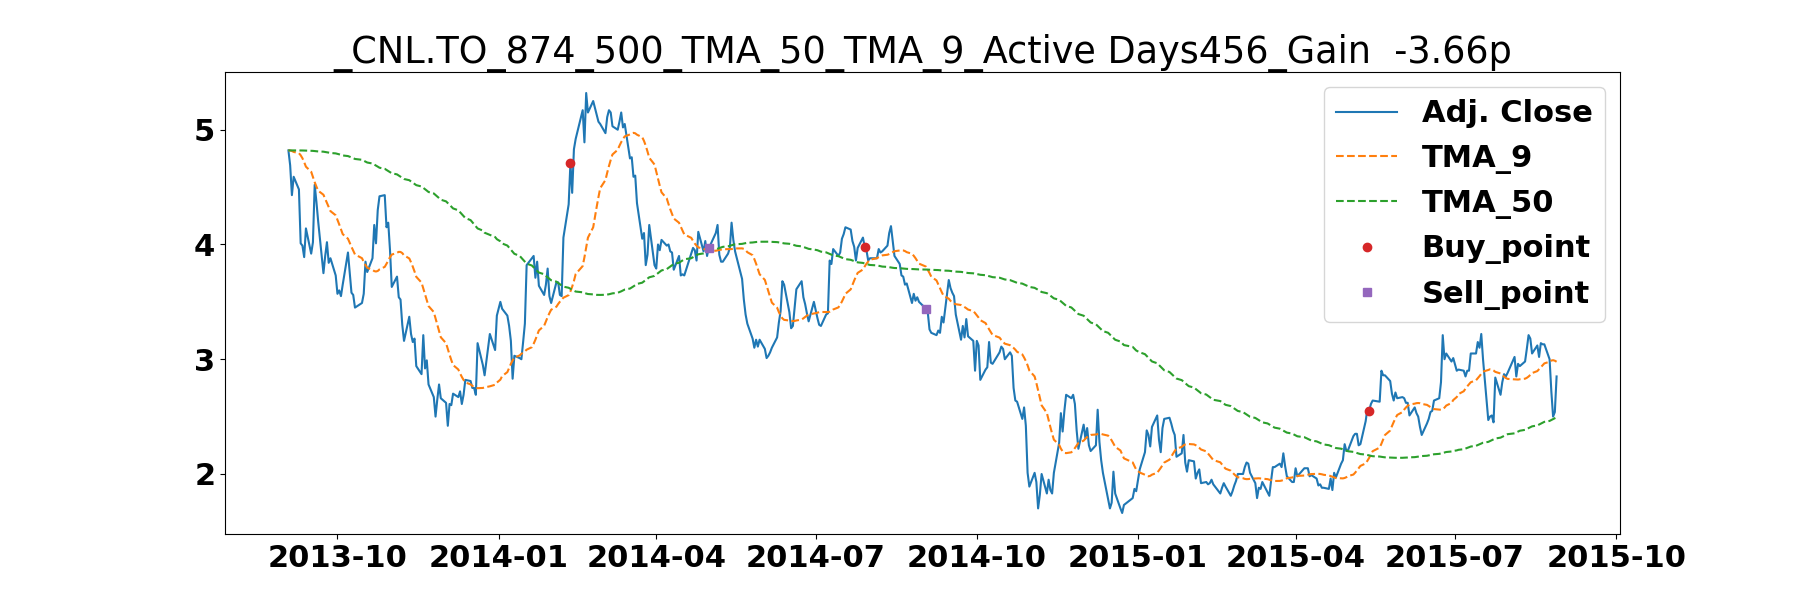 _CNL.TO_874_500_TMA_50_TMA_9_Active Days456_Gain  -3.66p
5
4
3
2
Adj. Close
TMA_9
TMA_50
Buy_point
Sell_point
2013-10 2014-01 2014-04 2014-07 2014-10 2015-01 2015-04 2015-07 2015-10